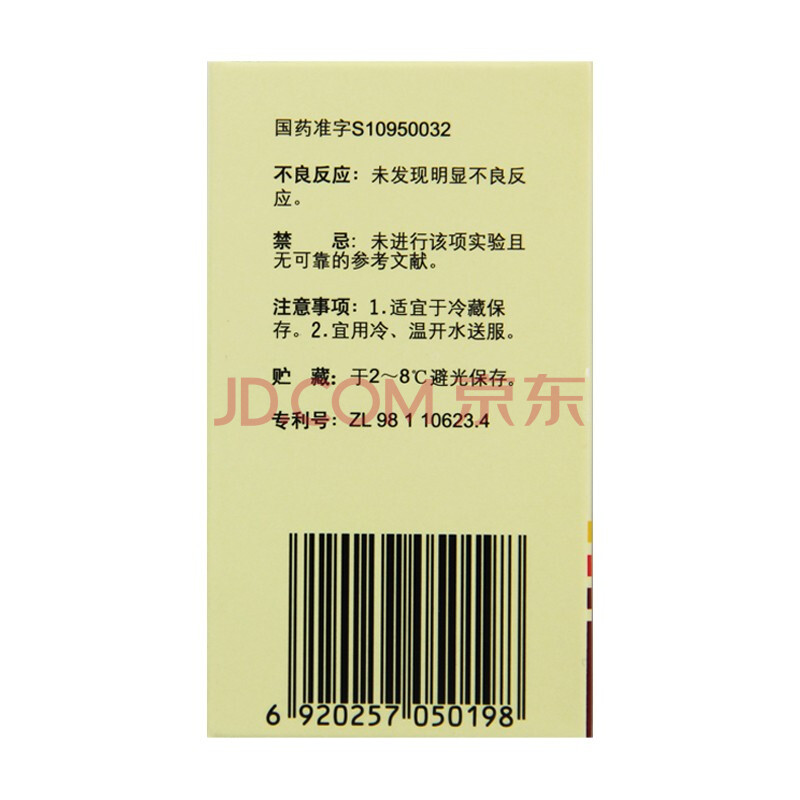 国药准字S10950032
不良反应：未发现明显不良反
应。
禁 忌：未进行该项实验且
无可靠的参考文献。
注意事项：1.适宜于冷藏保
存。2.宜用冷、温开水送服。
贮 藏：于2～8℃避光保存。
JD.COM 京东
专利号：ZL 98 1 10623.4
6 920257 050198